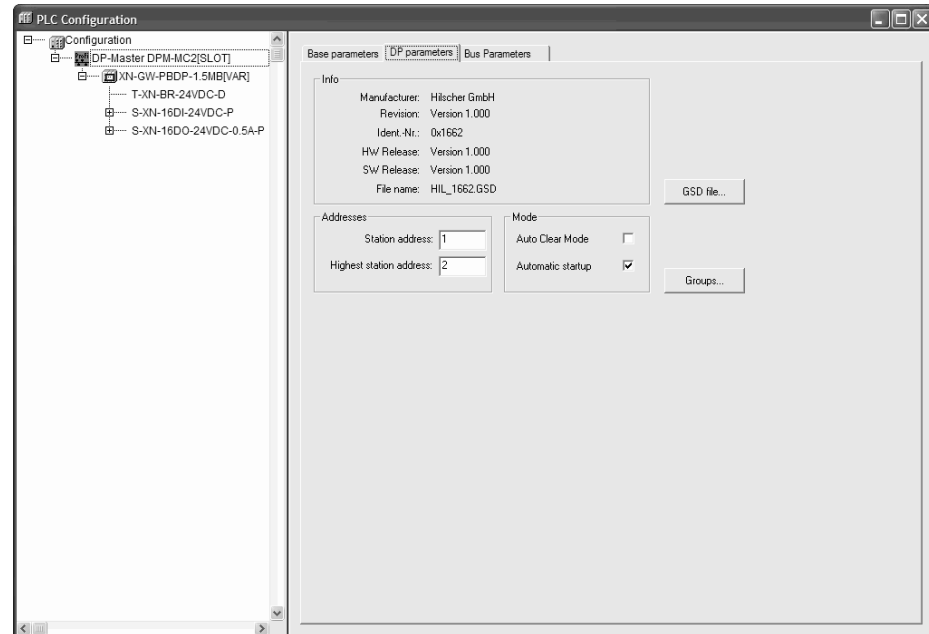 PLC Configuration
Configuration
DP-Master DPM-MC2[SLOT]
XN-GW-PBDP-1.5MB[VAR]
T-XN-BR-24VDC-D
S-XN-16DI-24VDC-P
S-XN-16DO-24VDC-0.5A-P
Base parameters DP parameters Bus Parameters
Info
Manufacturer: Hilscher GmbH
Revision: Version 1.000
Ident.-Nr.: 0x1662
HW Release: Version 1.000
SW Release: Version 1.000
File name: HIL_1662.GSD
GSD file...
Addresses
Station address: 1
Highest station address: 2
Mode
Auto Clear Mode
Automatic startup
Groups...